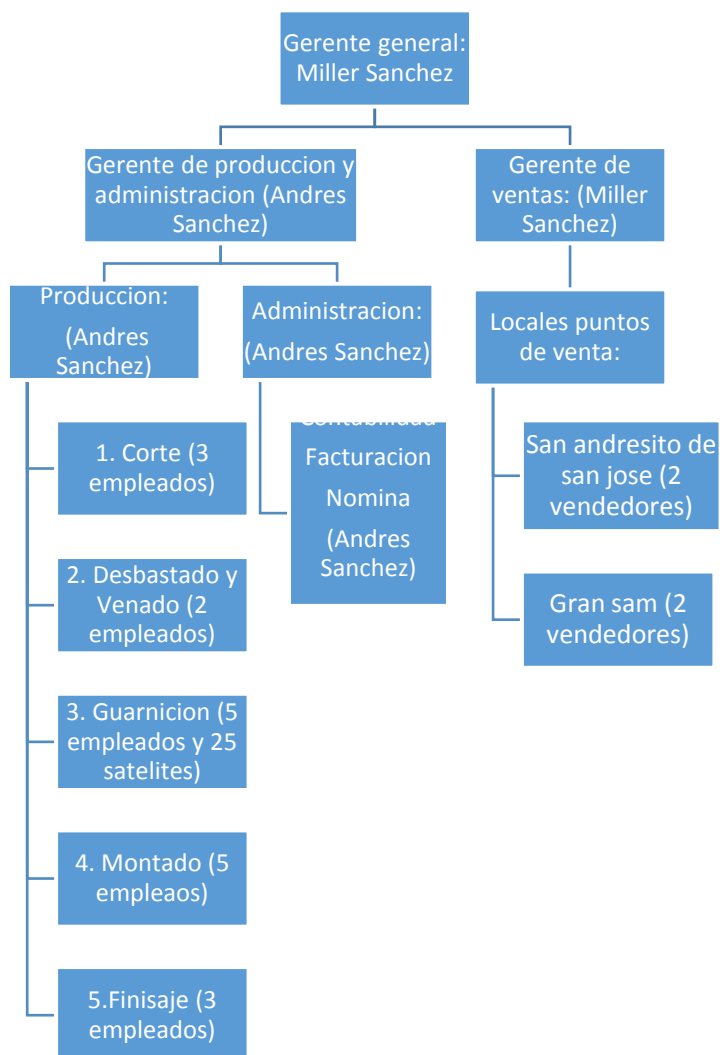 Gerente general:
Miller Sanchez
Gerente de produccion y
administracion (Andres
Sanchez)
Gerente de
ventas: (Miller
Sanchez)
Produccion:
(Andres
Sanchez)
Administracion:
(Andres Sanchez)
Locales puntos
de venta:
1. Corte (3
empleados)
2. Desbastado y
Venado (2
empleados)
3. Guarnicion (5
empleados y 25
satelites)
4. Montado (5
empleaos)
5.Finisaje (3
empleados)
Contabilidad
Facturacion
Nomina
(Andres
Sanchez)
San andresito de
san jose (2
vendedores)
Gran sam (2
vendedores)